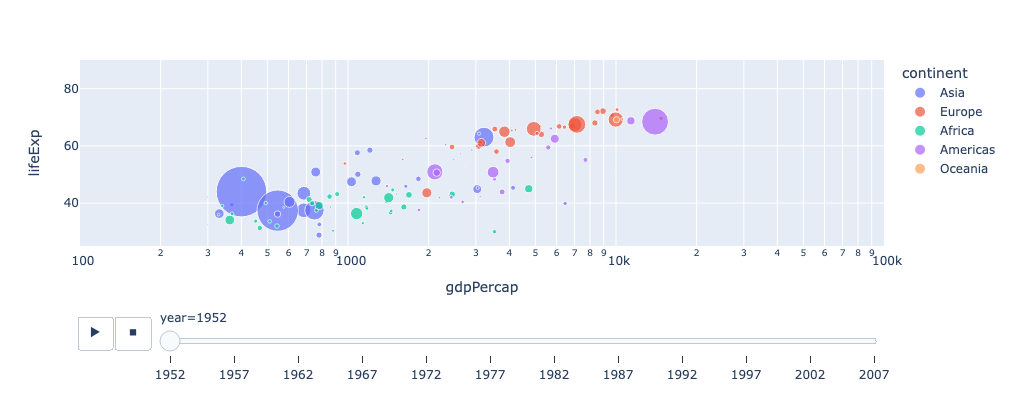 continent
Asia
Europe
Africa
Americas
Oceania
lifeExp
80
60
40
100 2 3 4 5 6 7 8 9 1000 2 3 4 5 6 7 8 9 10k 2 3 4 5 6 7 8 9 100k
gdpPercap
year=1952
1952 1957 1962 1967 1972 1977 1982 1987 1992 1997 2002 2007